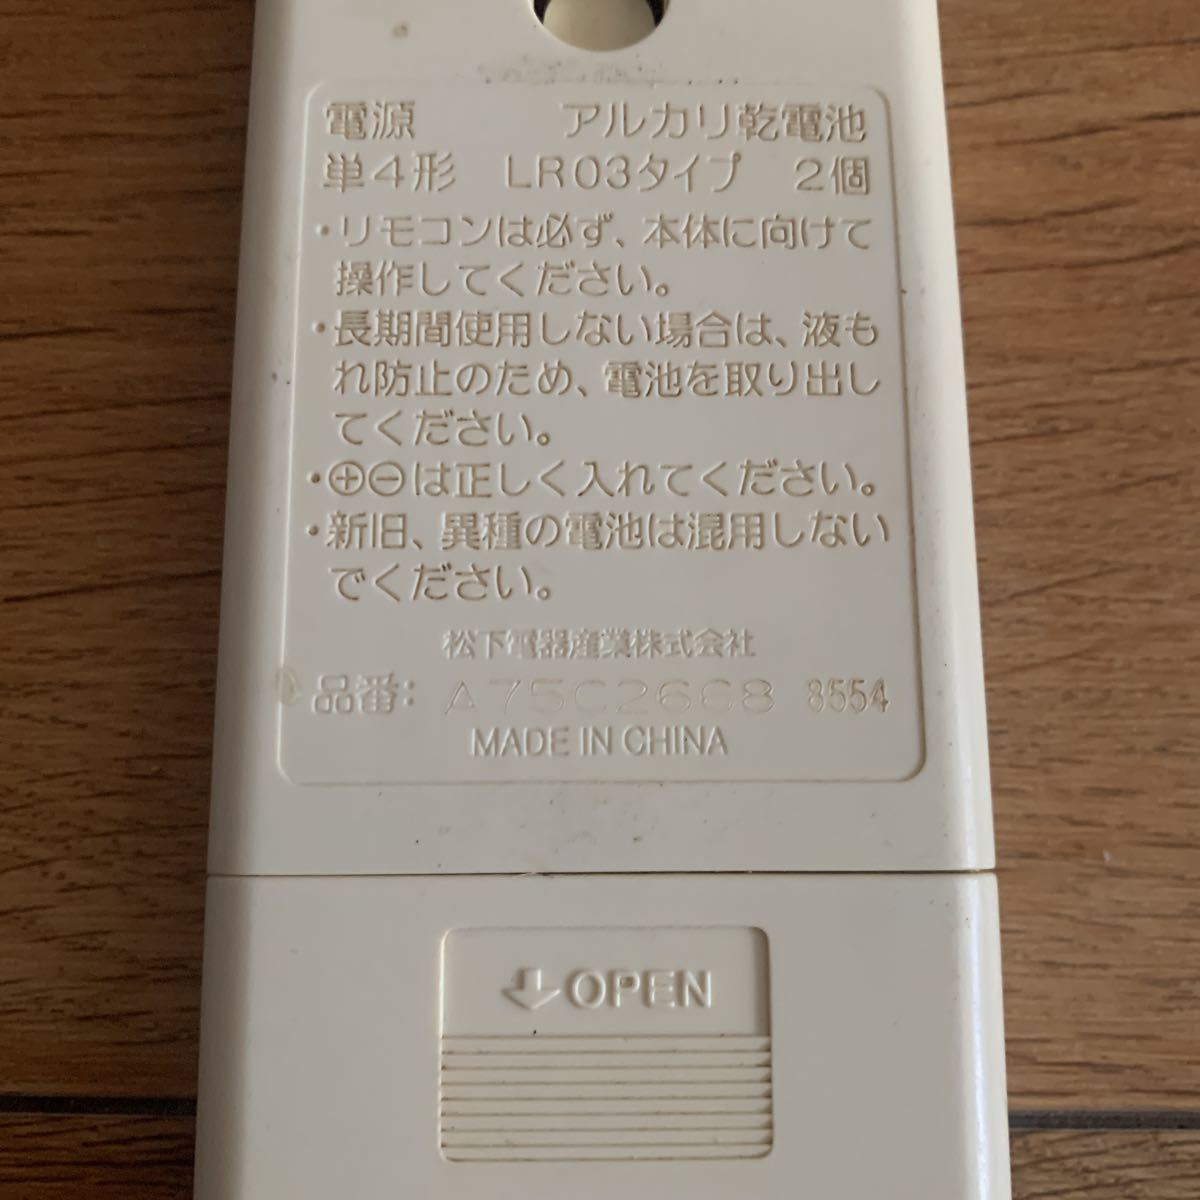 電源 アルカリ乾電池
単4形 LR03タイプ 2個
・リモコンは必ず、本体に向けて
操作してください。
・長期間使用しない場合は、液も
れ防止のため、電池を取り出し
てください。
・⊕⊖は正しく入れてください。
・新旧、異種の電池は混用しない
でください。
松下電器産業株式会社
品番: A75C2668 8554
MADE IN CHINA
OPEN